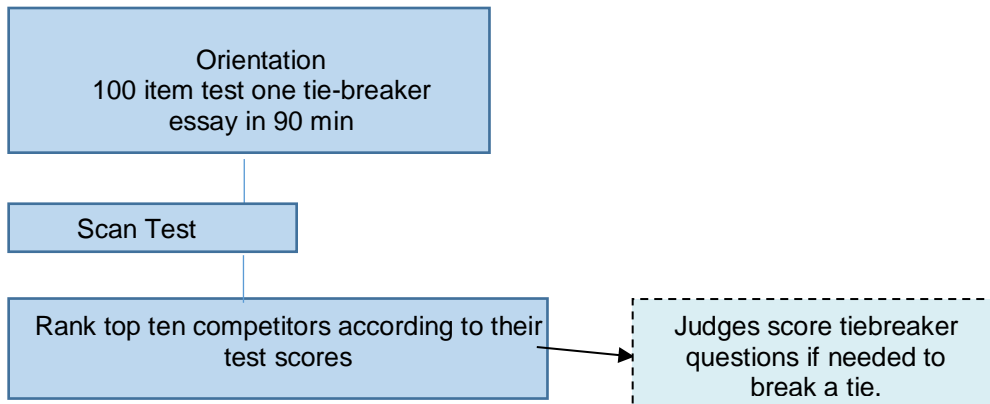 Orientation
100 item test one tie-breaker
essay in 90 min
Scan Test
Rank top ten competitors according to their
test scores
Judges score tiebreaker
questions if needed to
break a tie.